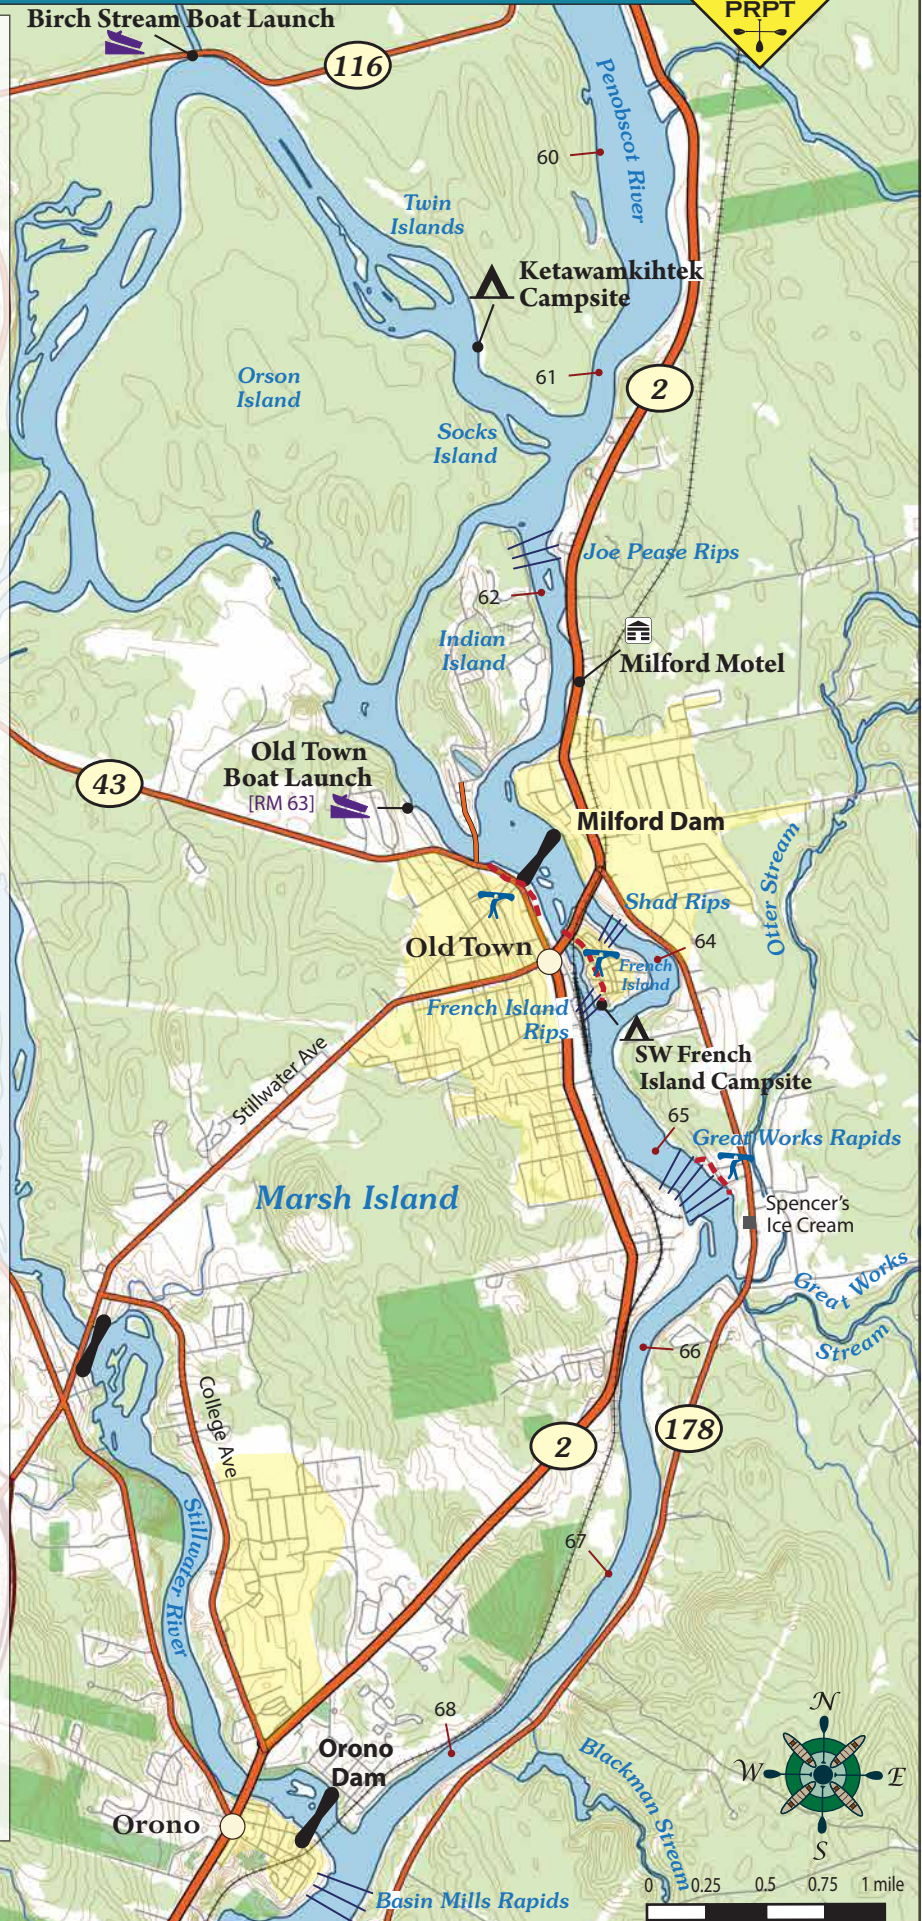 PRPT
Birch Stream Boat Launch
116
Penobscot River
60
Twin
Islands
Ketawamkihtek
Campsite
Orson
Island
61
2
Socks
Island
Joe Pease Rips
62
Indian
Island
Milford Motel
Old Town
Boat Launch
[RM 63]
43
Milford Dam
Otter Stream
Shad Rips
Old Town
64
French
Island
French Island
Rips
SW French
Island Campsite
Stillwater Ave
65
Great Works Rapids
Marsh Island
Spencer's
Ice Cream
Great Works
Stream
66
College Ave
2
178
Stillwater River
67
68
Orono
Dam
Blackman Stream
N
W
E
S
Orono
0 0.25 0.5 0.75 1 mile
Basin Mills Rapids